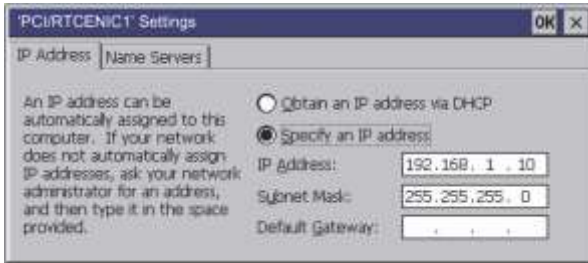 'PCI/RTCENIC1' Settings OK ×
IP Address Name Servers
An IP address can be
automatically assigned to this
computer. If your network
does not automatically assign
IP addresses, ask your network
administrator for an address,
and then type it in the space
provided.
Obtain an IP address via DHCP
Specify an IP address
IP Address: 192.168. 1 . 10
Subnet Mask: 255.255.255. 0
Default Gateway: . . .